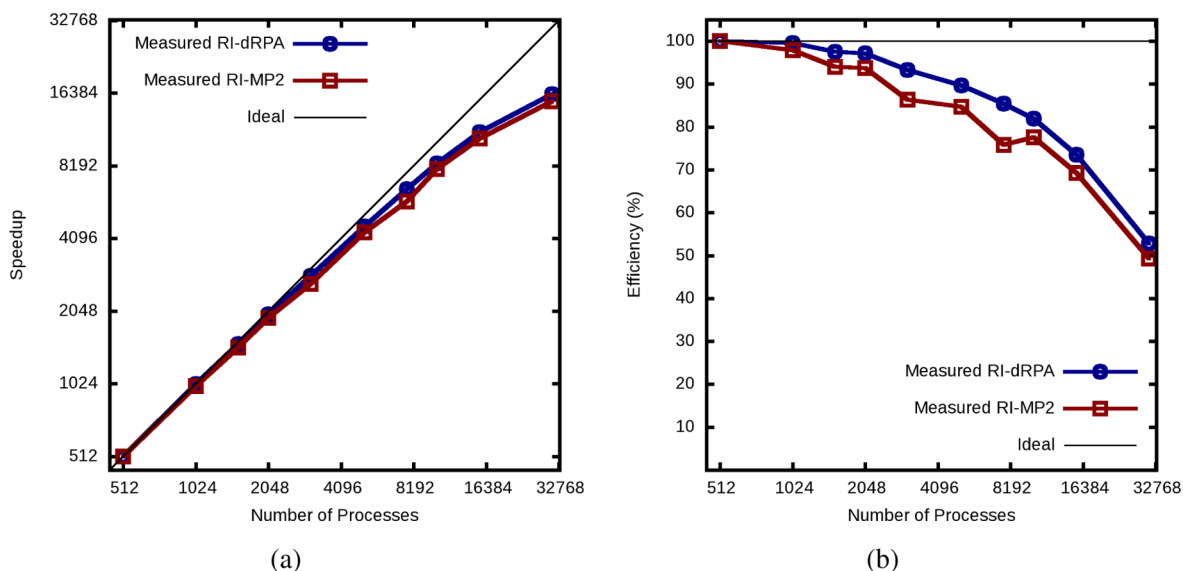 32768
16384
8192
4096
2048
1024
512
Speedup
Measured RI-dRPA
Measured RI-MP2
Ideal
512 1024 2048 4096 8192 16384 32768
Number of Processes
(a)
100
90
80
70
60
50
40
30
20
10
Efficiency (%)
Measured RI-dRPA
Measured RI-MP2
Ideal
512 1024 2048 4096 8192 16384 32768
Number of Processes
(b)